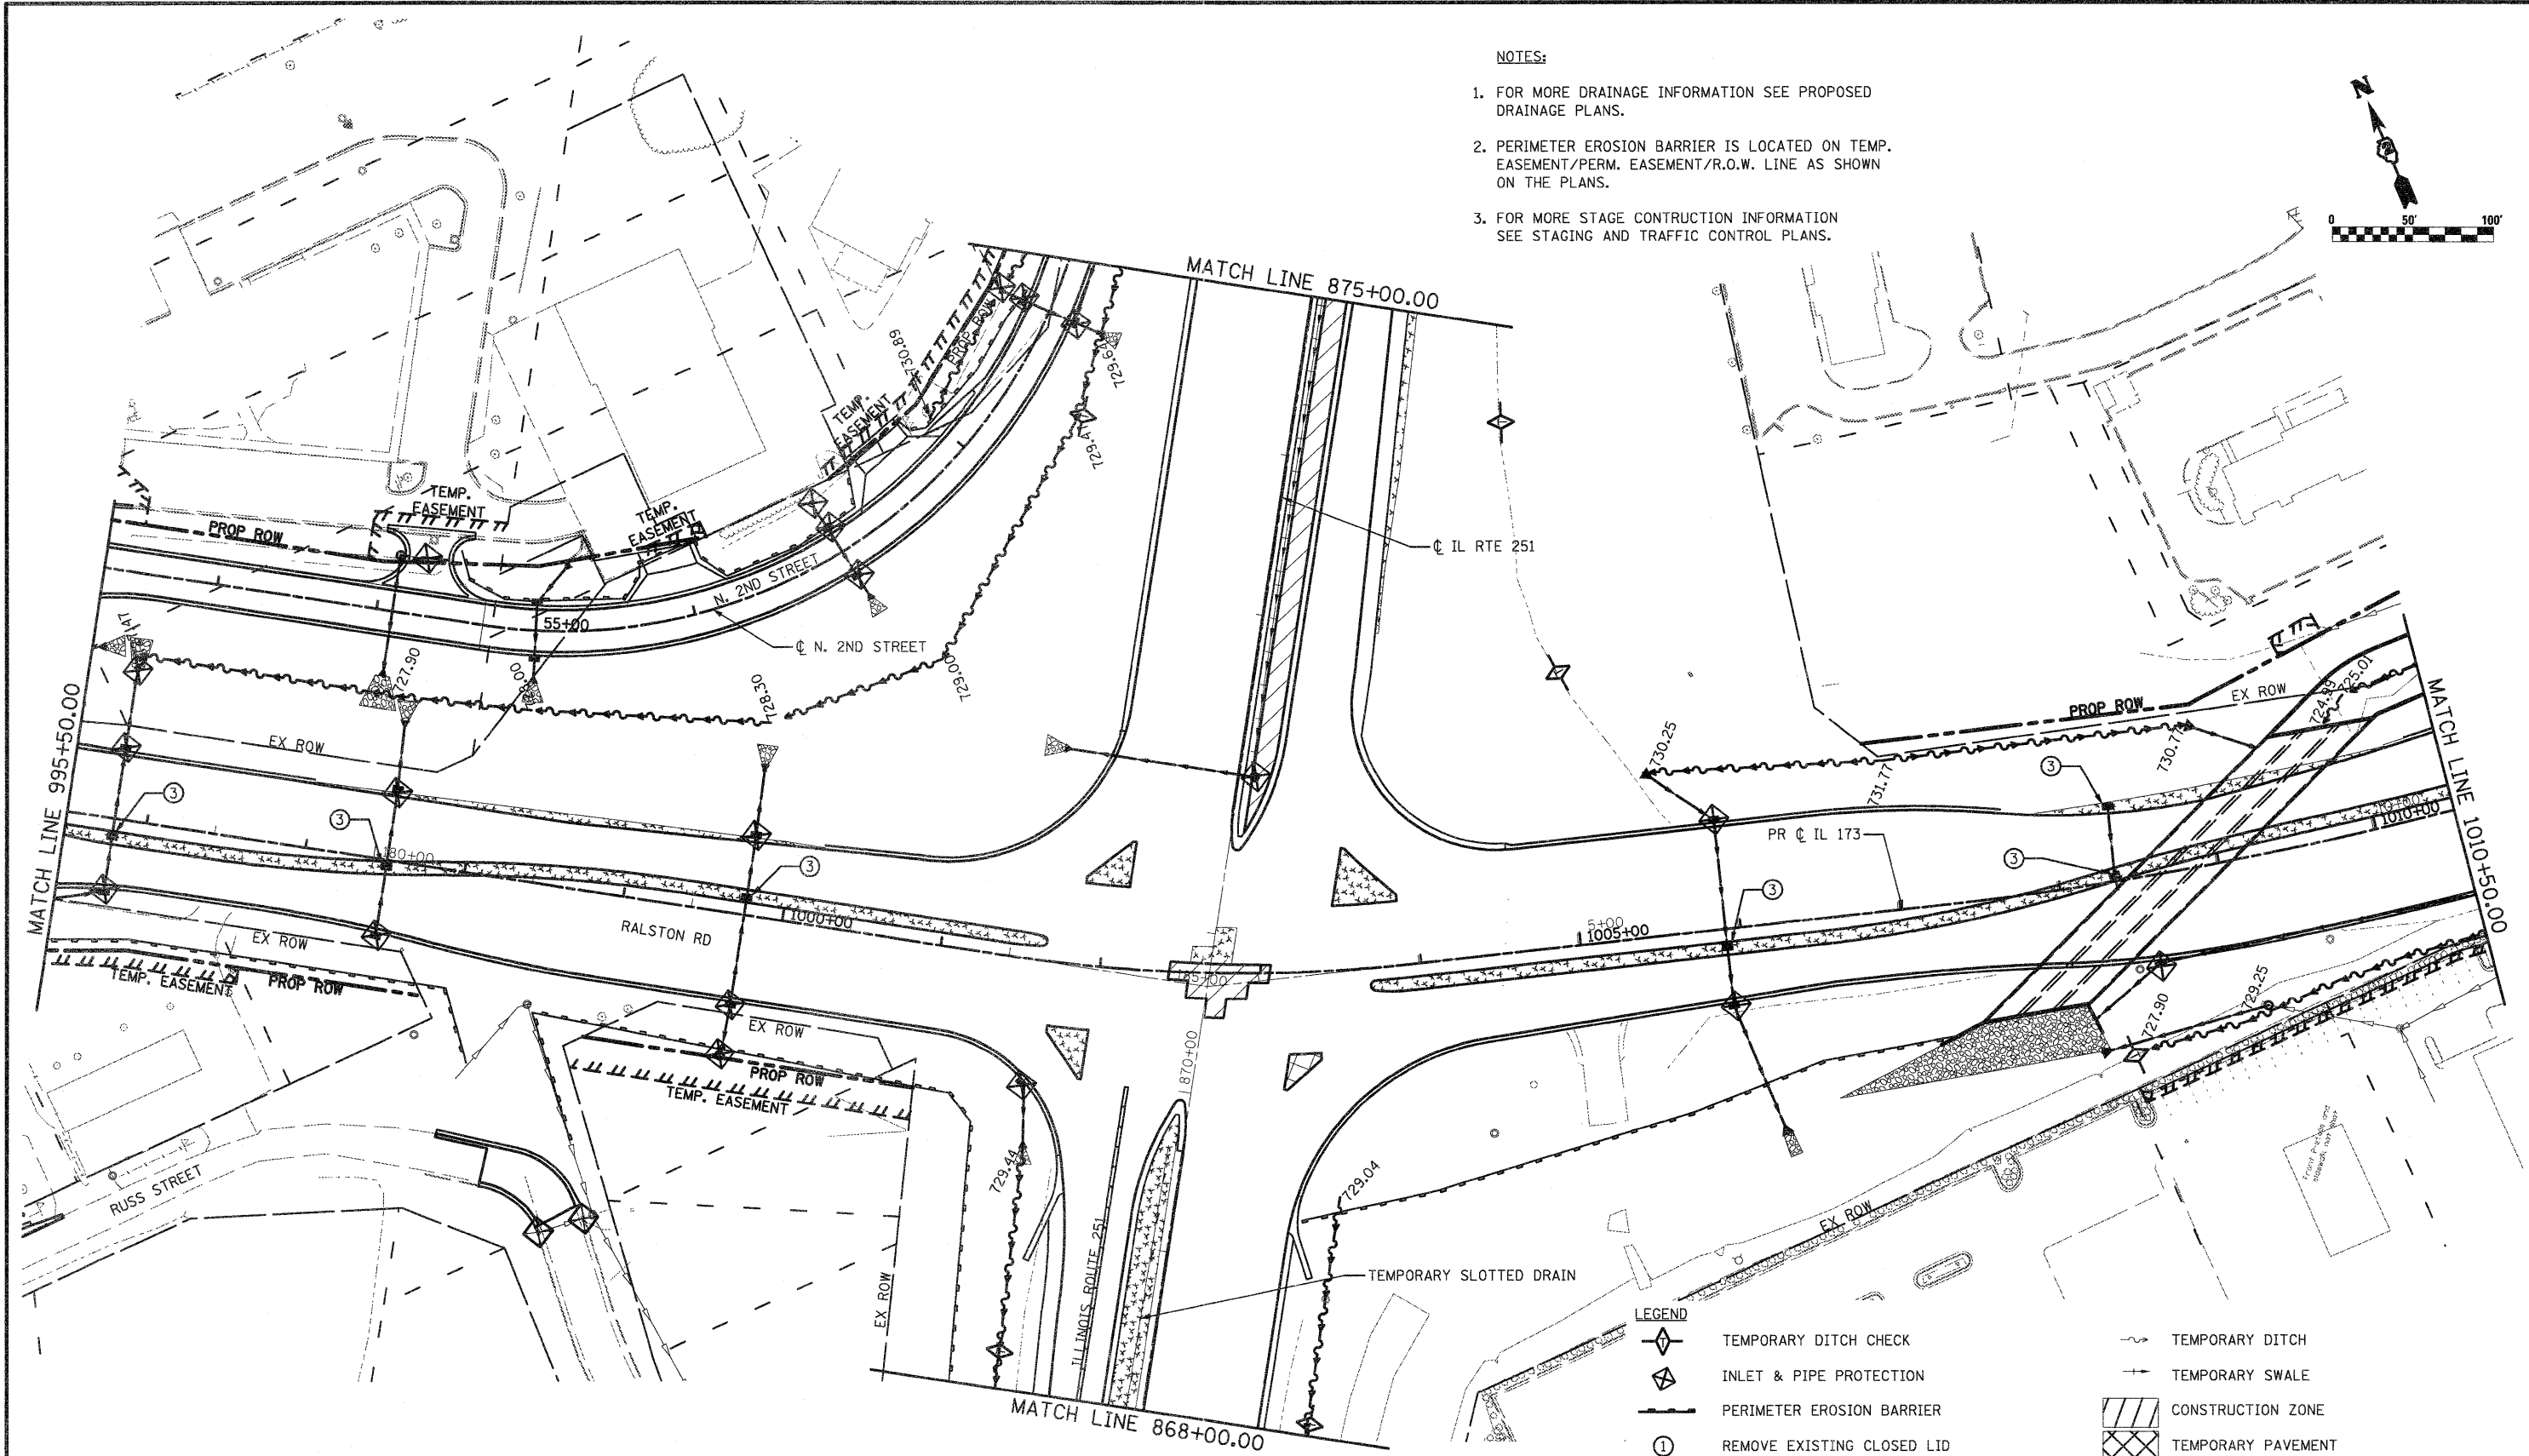 NOTES:
1. FOR MORE DRAINAGE INFORMATION SEE PROPOSED
DRAINAGE PLANS.
2. PERIMETER EROSION BARRIER IS LOCATED ON TEMP.
EASEMENT/PERM. EASEMENT/R.O.W. LINE AS SHOWN
ON THE PLANS.
3. FOR MORE STAGE CONTRUCTION INFORMATION
SEE STAGING AND TRAFFIC CONTROL PLANS.
N
2
0 50' 100'
MATCH LINE 875+00.00
PROP ROW
730.89
729.64
729.4
TEMP.
EASEMENT
TEMP.
EASEMENT
TEMP.
EASEMENT
PROP ROW
N. 2ND STREET
55+00
℄ N. 2ND STREET
℄ IL RTE 251
727.90
728.30
729.00
MATCH LINE 995+50.00
EX ROW
3
3
3
180+00
1000+00
RALSTON RD
EX ROW
TEMP. EASEMENT
PROP ROW
EX ROW
PROP ROW
TEMP. EASEMENT
RUSS STREET
729.44
EX ROW
ILLINOIS ROUTE 251
870+00
MATCH LINE 868+00.00
TEMPORARY SLOTTED DRAIN
729.04
730.25
731.77
730.77
724.99
725.01
PROP ROW
EX ROW
3
3
3
PR ℄ IL 173
5+00
1005+00
1010+00
MATCH LINE 1010+50.00
729.25
727.90
EX ROW
LEGEND
T TEMPORARY DITCH CHECK
INLET & PIPE PROTECTION
PERIMETER EROSION BARRIER
1 REMOVE EXISTING CLOSED LID
TEMPORARY DITCH
TEMPORARY SWALE
CONSTRUCTION ZONE
TEMPORARY PAVEMENT